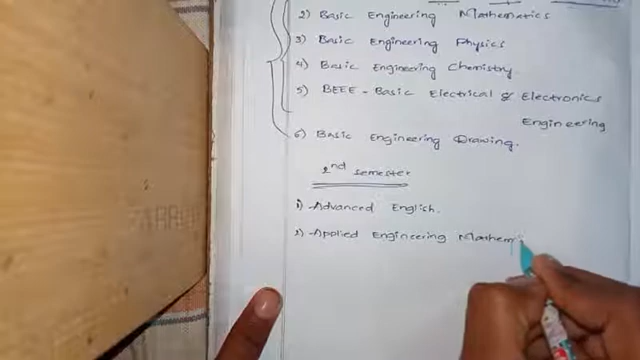 2) Basic Engineering Mathematics
3) Basic Engineering Physics
4) Basic Engineering Chemistry.
5) BEEE - Basic Electrical & Electronics
Engineering
6) Basic Engineering Drawing.
2nd semester
1) Advanced English.
2) Applied Engineering Mathem